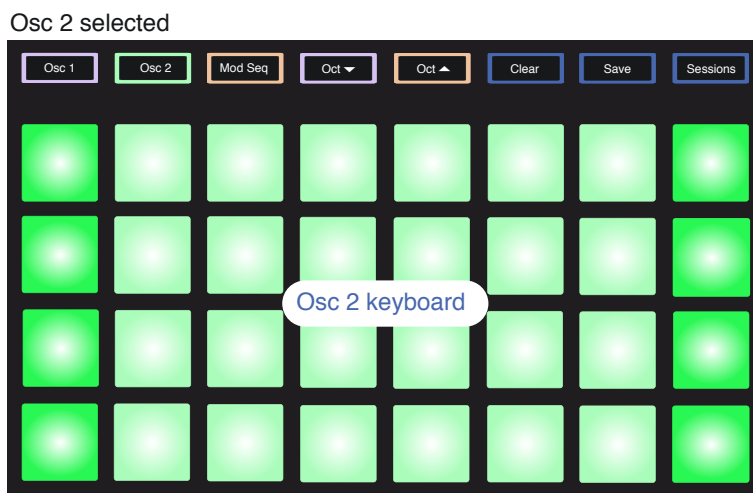 Osc 2 selected
Osc 1 Osc 2 Mod Seq Oct ▼ Oct ▲ Clear Save Sessions
Osc 2 keyboard